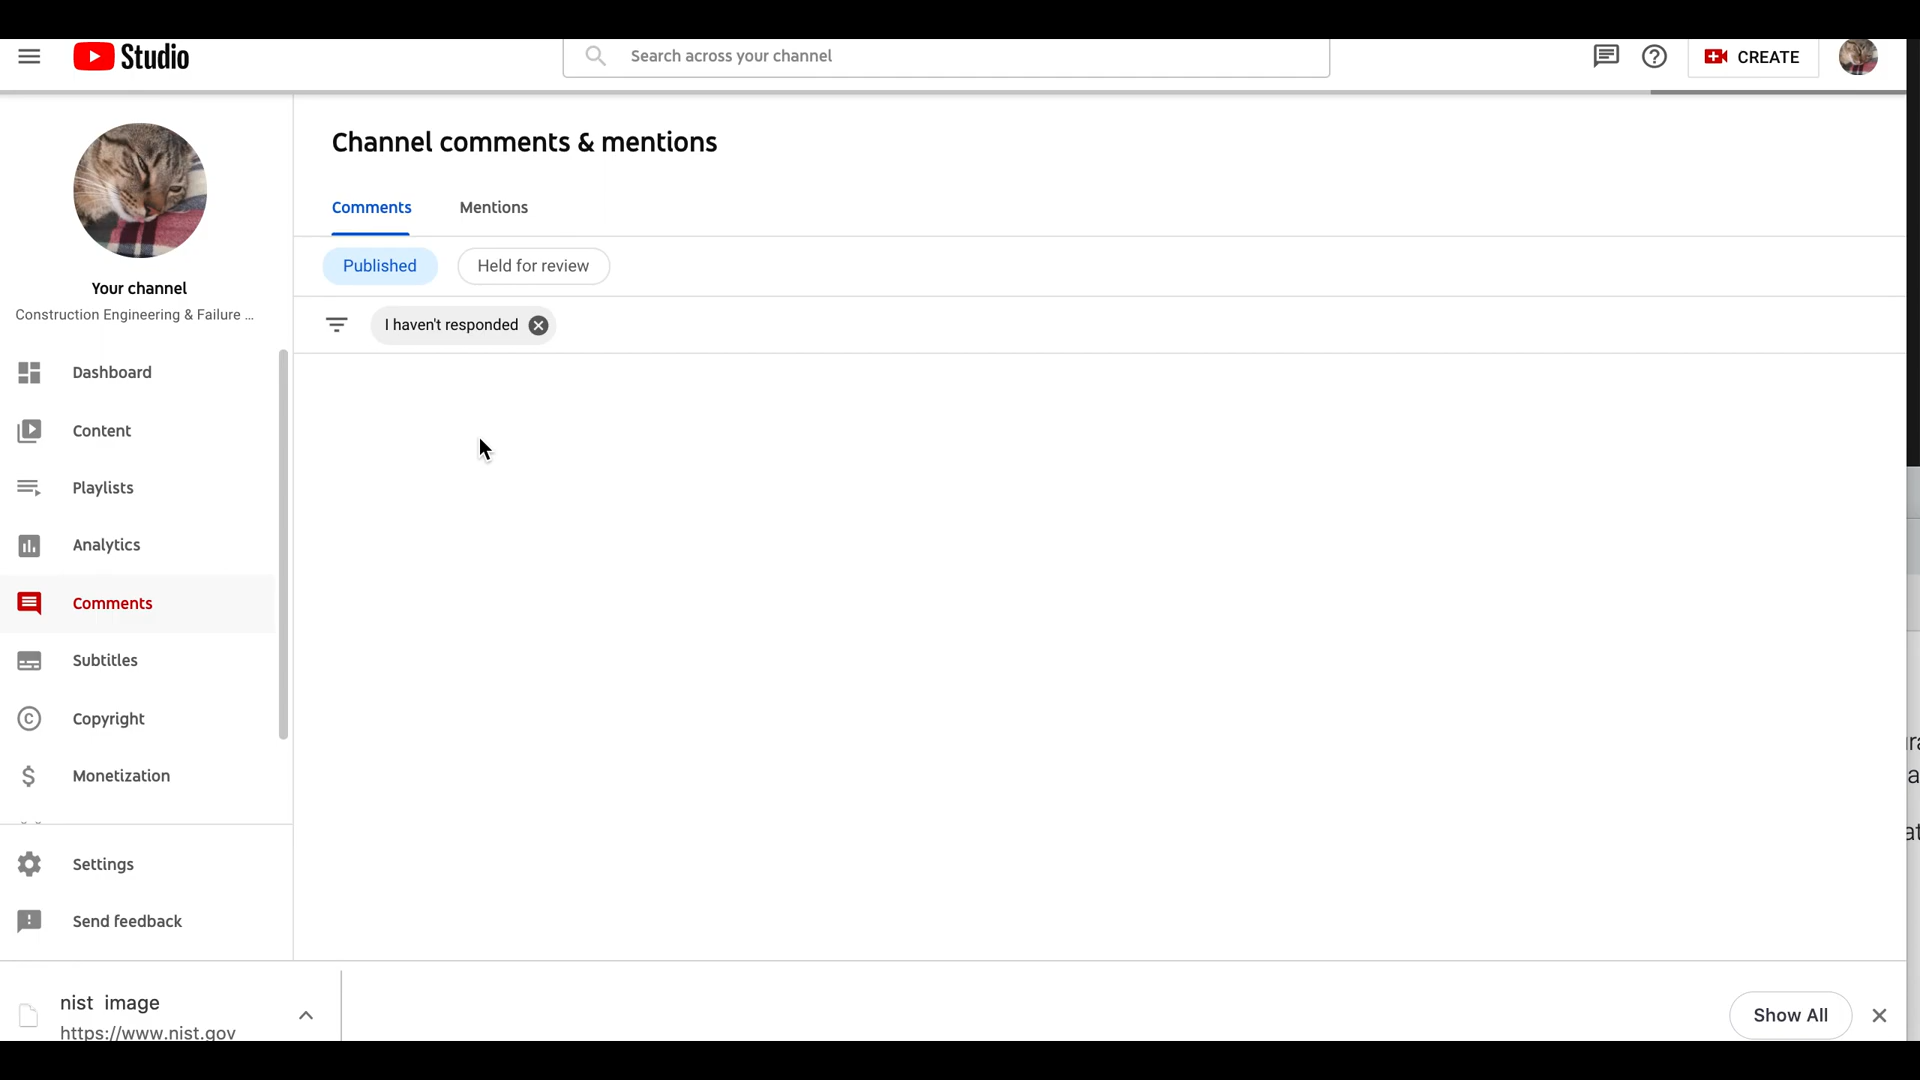 Studio
Search across your channel
CREATE
Channel comments & mentions
Comments
Mentions
Published
Held for review
Your channel
Construction Engineering & Failure ...
I haven't responded
Dashboard
Content
Playlists
Analytics
Comments
Subtitles
Copyright
Monetization
Settings
Send feedback
nist image
https://www.nist.gov
Show All